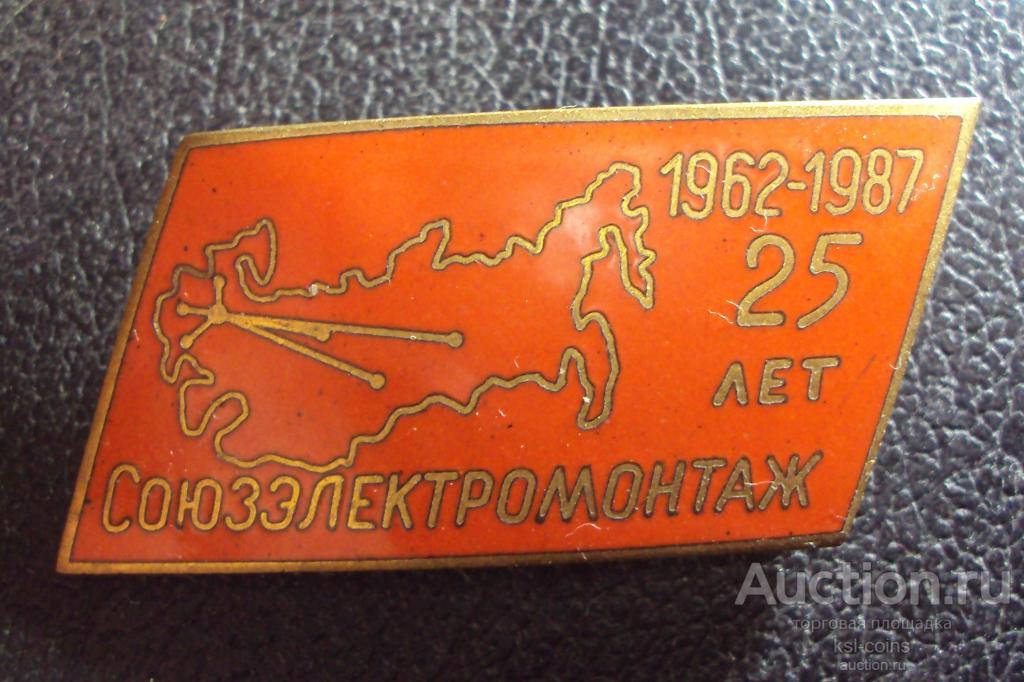 1962-1987
25
ЛЕТ
СОЮЗЭЛЕКТРОМОНТАЖ
Auction.ru
торговая площадка
ksl-coins
auction.ru